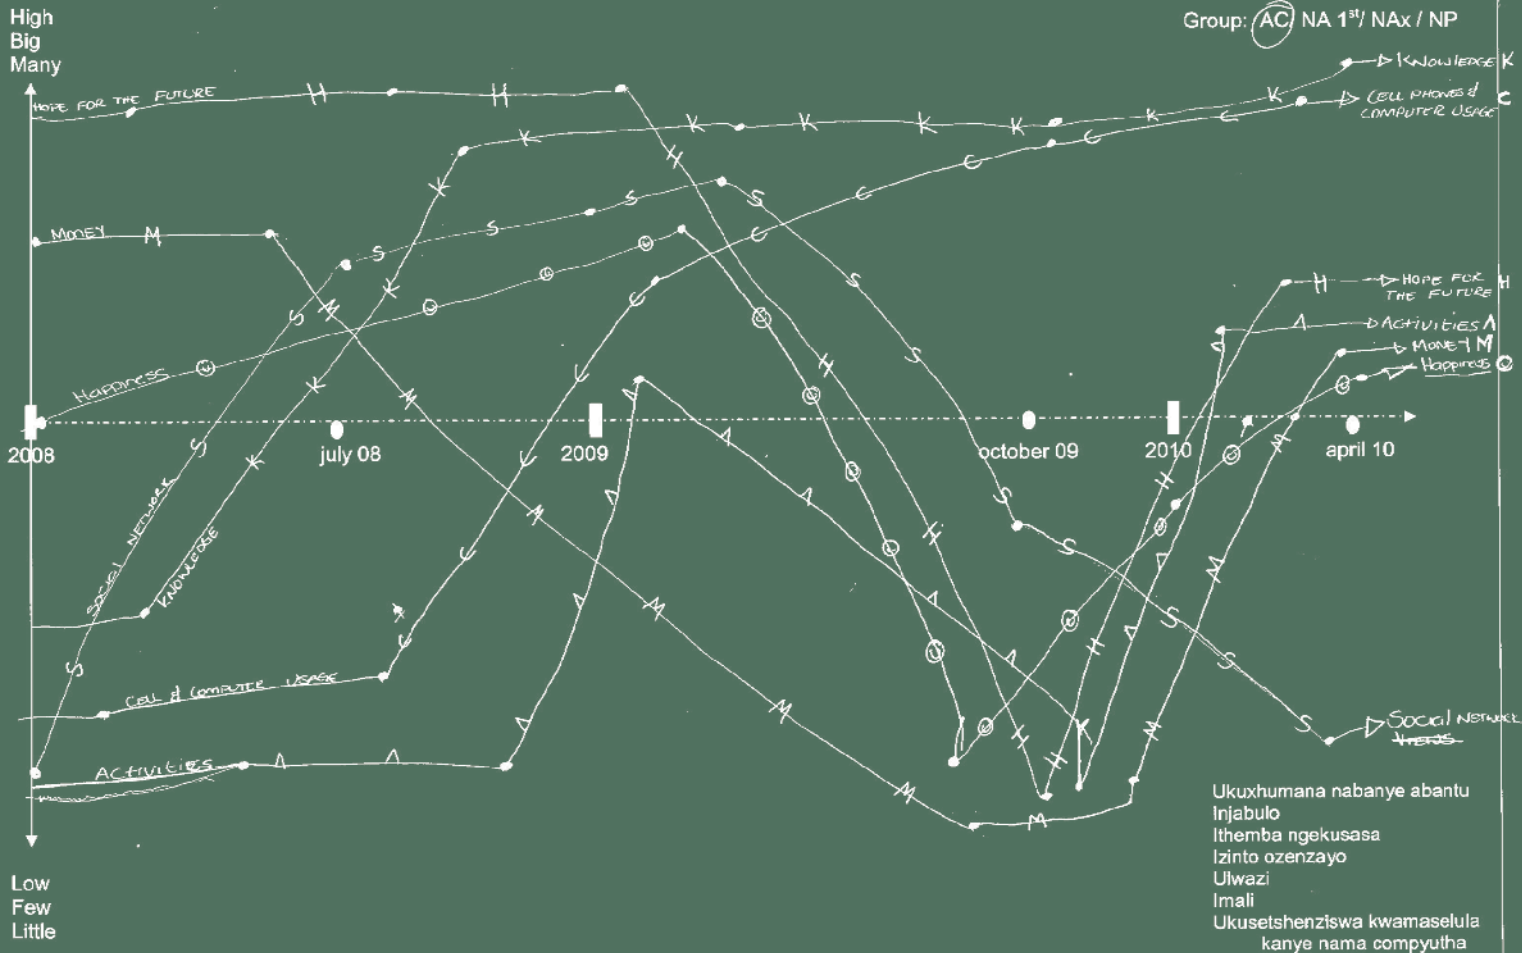 High
Big
Many
Group: AC NA 1st/ NAx / NP
HOPE FOR THE FUTURE
H
H
KNOWLEDGE K
CELL PHONES &
COMPUTER USAGE C
K
K
K
K
K
K
K
C
C
C
C
C
H
MONEY M
S
S
S
S
K
K
K
S
M
S
H
S
HOPE FOR
THE FUTURE H
H
ACTIVITIES A
A
MONEY M
Happiness
Happiness
M
C
C
C
C
C
A
A
A
A
A
2008
july 08
2009
october 09
2010
april 10
SOCIAL NETWORK
S
S
KNOWLEDGE
K
M
M
M
M
H
H
H
H
H
S
S
S
S
S
A
A
A
A
A
M
M
M
M
CELL & COMPUTER USAGE
ACTIVITIES
A
A
A
Social NETWORK
Ukuxhumana nabanye abantu
Injabulo
Ithemba ngekusasa
Izinto ozenzayo
Ulwazi
Imali
Ukusetshenziswa kwamaselula
kanye nama compyutha
Low
Few
Little